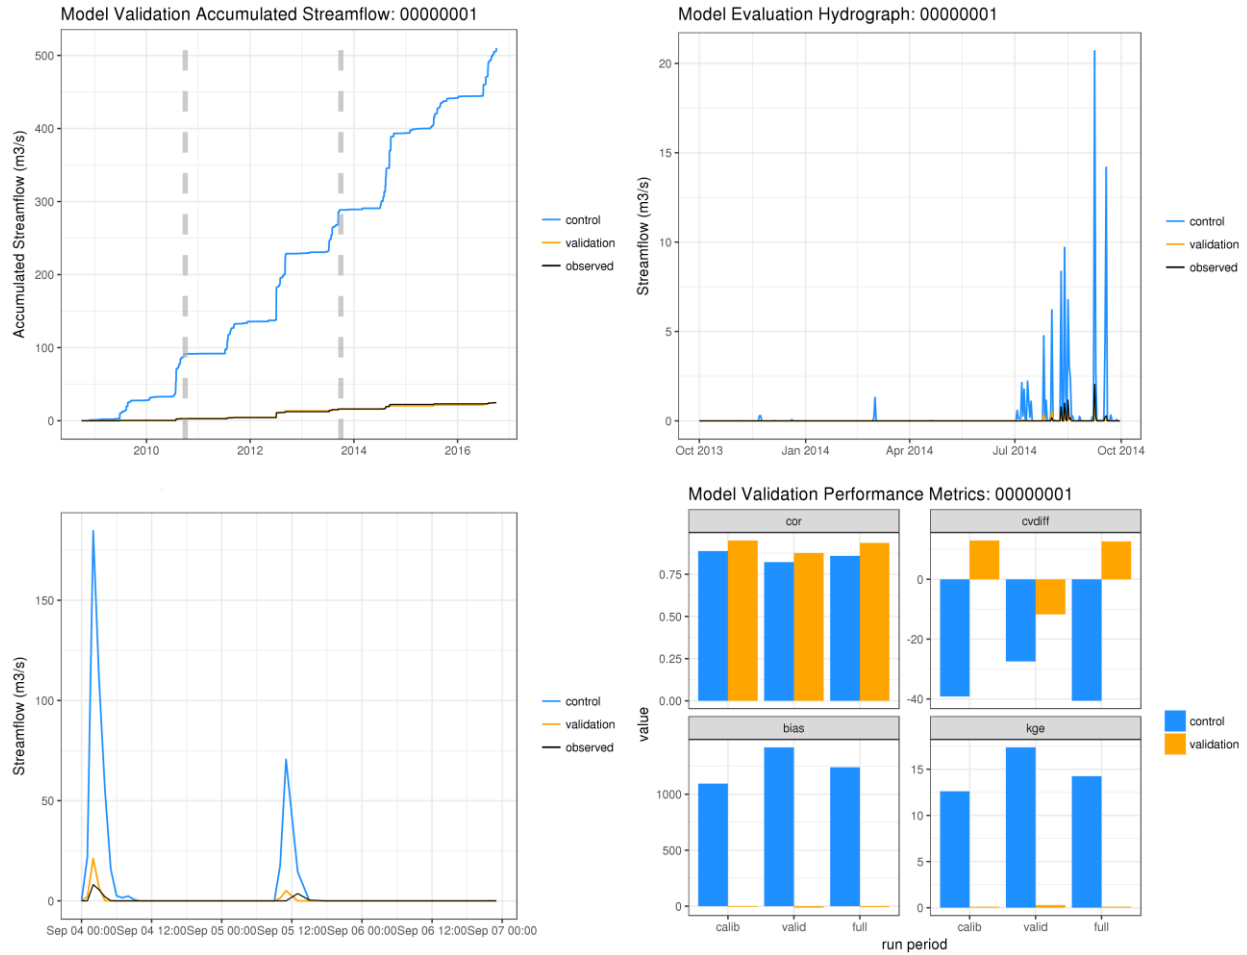 Model Validation Accumulated Streamflow: 00000001
Accumulated Streamflow (m3/s)
500
400
300
200
100
0
2010 2012 2014 2016
control
validation
observed
Model Evaluation Hydrograph: 00000001
Streamflow (m3/s)
20
15
10
5
0
Oct 2013 Jan 2014 Apr 2014 Jul 2014 Oct 2014
control
validation
observed
Streamflow (m3/s)
150
100
50
0
Sep 04 00:00 Sep 04 12:00 Sep 05 00:00 Sep 05 12:00 Sep 06 00:00 Sep 06 12:00 Sep 07 00:00
control
validation
observed
Model Validation Performance Metrics: 00000001
value
cor
0.75
0.50
0.25
0.00
cvdiff
0
-20
-40
bias
1000
500
0
kge
15
10
5
0
calib valid full
calib valid full
run period
control
validation